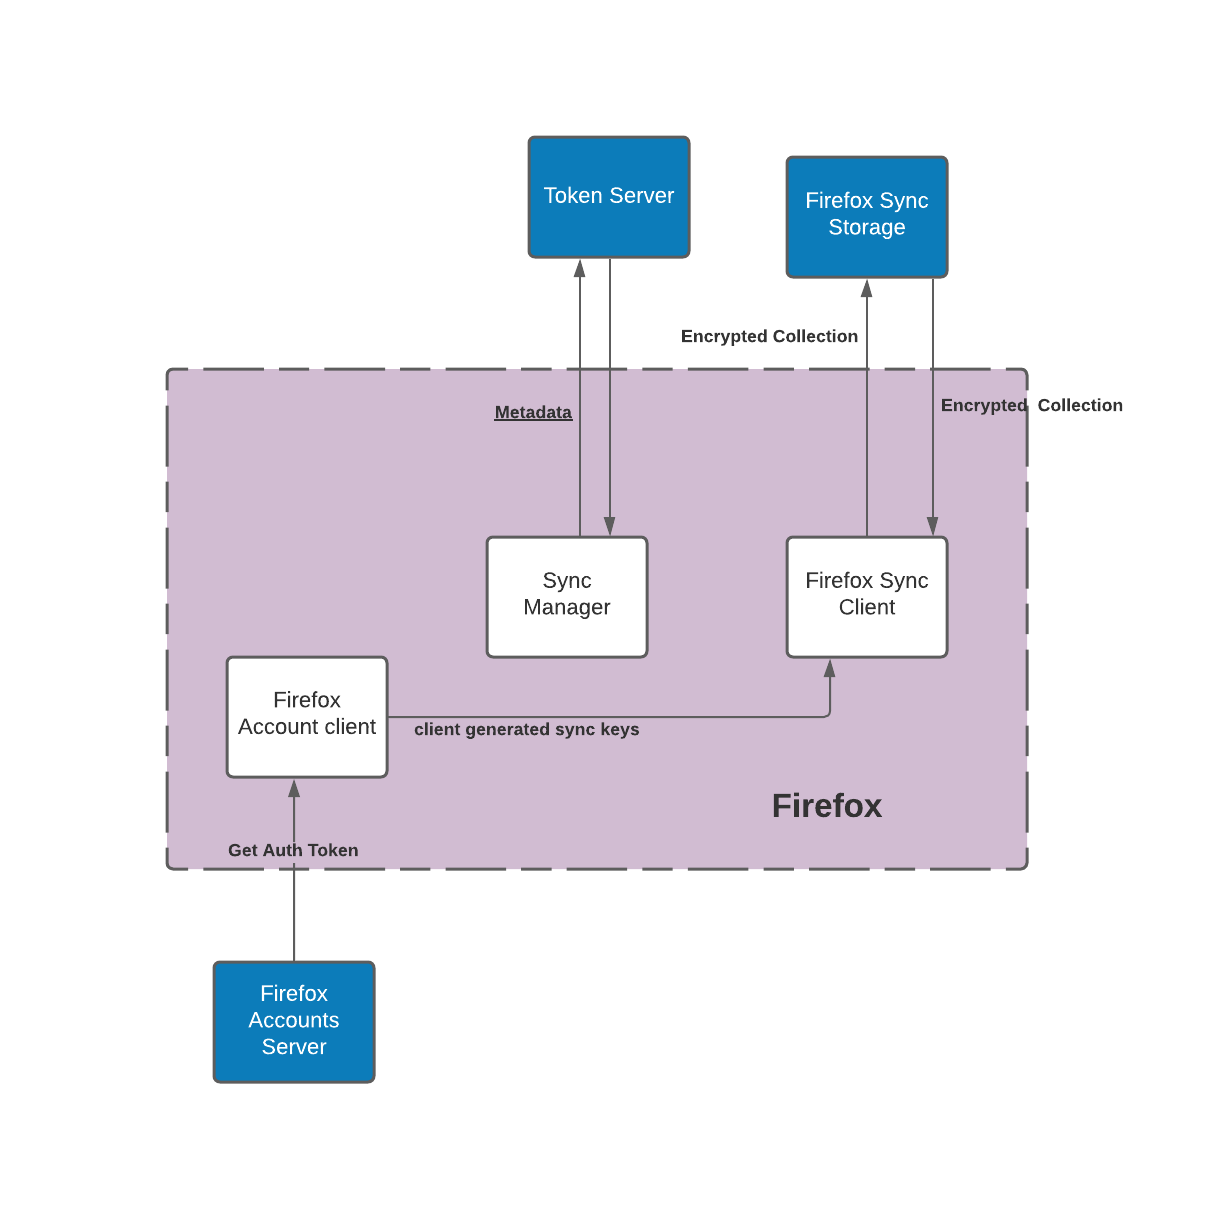 Token Server
Firefox Sync
Storage
Encrypted Collection
Encrypted Collection
Metadata
Sync
Manager
Firefox Sync
Client
Firefox
Account client
client generated sync keys
Firefox
Get Auth Token
Firefox
Accounts
Server